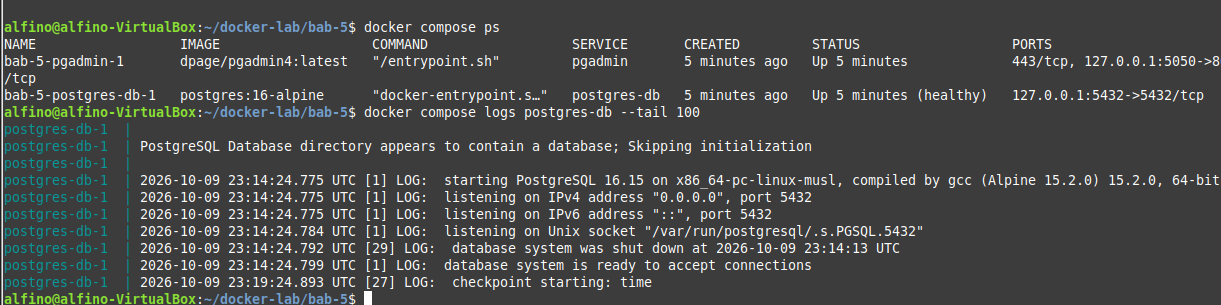 alfino@alfino-VirtualBox:~/docker-lab/bab-5$ docker compose ps
NAME                 IMAGE                   COMMAND                  SERVICE       CREATED         STATUS                   PORTS
bab-5-pgadmin-1      dpage/pgadmin4:latest   "/entrypoint.sh"         pgadmin       5 minutes ago   Up 5 minutes             443/tcp, 127.0.0.1:5050->8
/tcp
bab-5-postgres-db-1  postgres:16-alpine      "docker-entrypoint.s…"   postgres-db   5 minutes ago   Up 5 minutes (healthy)   127.0.0.1:5432->5432/tcp
alfino@alfino-VirtualBox:~/docker-lab/bab-5$ docker compose logs postgres-db --tail 100
postgres-db-1  |
postgres-db-1  | PostgreSQL Database directory appears to contain a database; Skipping initialization
postgres-db-1  |
postgres-db-1  | 2026-10-09 23:14:24.775 UTC [1] LOG:  starting PostgreSQL 16.15 on x86_64-pc-linux-musl, compiled by gcc (Alpine 15.2.0) 15.2.0, 64-bit
postgres-db-1  | 2026-10-09 23:14:24.775 UTC [1] LOG:  listening on IPv4 address "0.0.0.0", port 5432
postgres-db-1  | 2026-10-09 23:14:24.775 UTC [1] LOG:  listening on IPv6 address "::", port 5432
postgres-db-1  | 2026-10-09 23:14:24.784 UTC [1] LOG:  listening on Unix socket "/var/run/postgresql/.s.PGSQL.5432"
postgres-db-1  | 2026-10-09 23:14:24.792 UTC [29] LOG:  database system was shut down at 2026-10-09 23:14:13 UTC
postgres-db-1  | 2026-10-09 23:14:24.799 UTC [1] LOG:  database system is ready to accept connections
postgres-db-1  | 2026-10-09 23:19:24.893 UTC [27] LOG:  checkpoint starting: time
alfino@alfino-VirtualBox:~/docker-lab/bab-5$